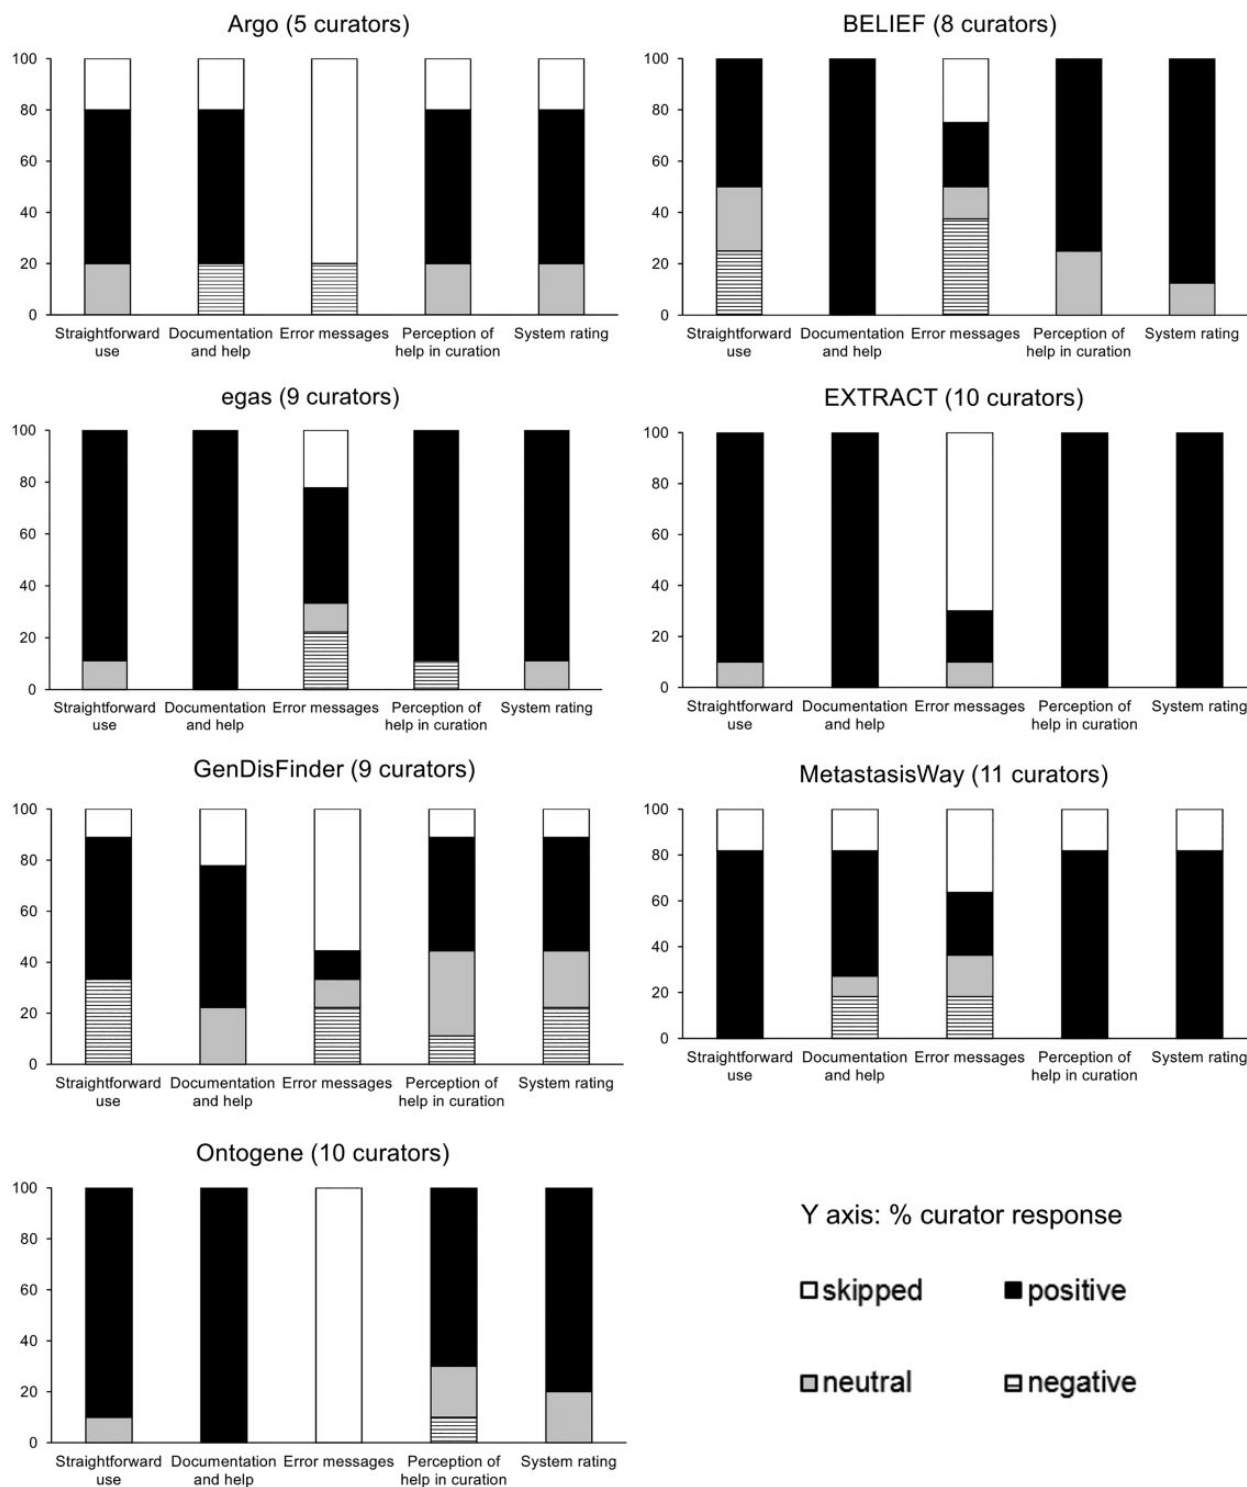 Argo (5 curators)
100
80
60
40
20
0
Straightforward use
Documentation and help
Error messages
Perception of help in curation
System rating
BELIEF (8 curators)
100
80
60
40
20
0
Straightforward use
Documentation and help
Error messages
Perception of help in curation
System rating
egas (9 curators)
100
80
60
40
20
0
Straightforward use
Documentation and help
Error messages
Perception of help in curation
System rating
EXTRACT (10 curators)
100
80
60
40
20
0
Straightforward use
Documentation and help
Error messages
Perception of help in curation
System rating
GenDisFinder (9 curators)
100
80
60
40
20
0
Straightforward use
Documentation and help
Error messages
Perception of help in curation
System rating
MetastasisWay (11 curators)
100
80
60
40
20
0
Straightforward use
Documentation and help
Error messages
Perception of help in curation
System rating
Ontogene (10 curators)
100
80
60
40
20
0
Straightforward use
Documentation and help
Error messages
Perception of help in curation
System rating
Y axis: % curator response
skipped
positive
neutral
negative